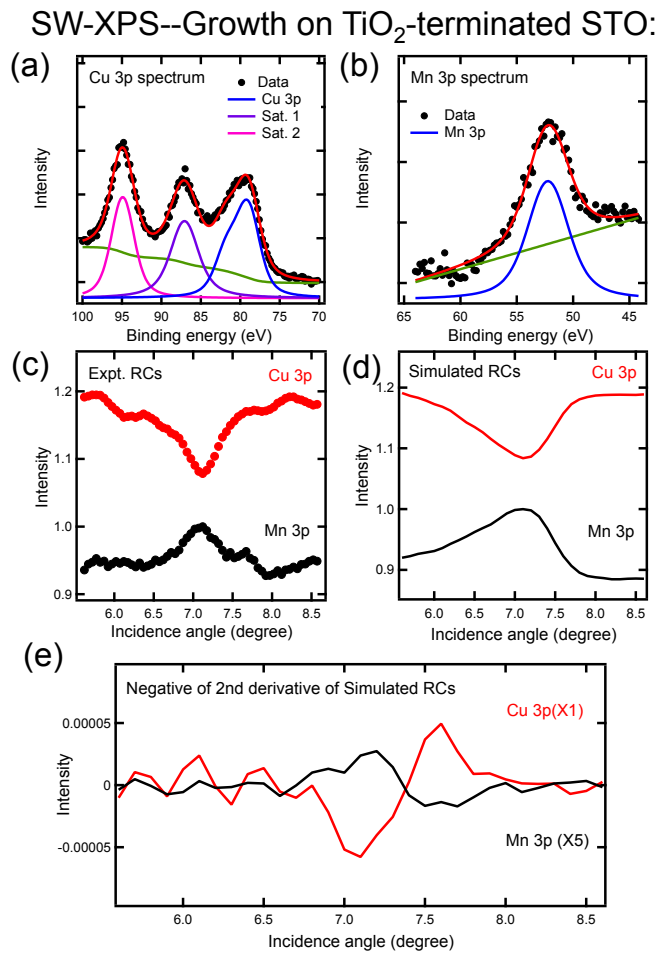 SW-XPS--Growth on TiO₂-terminated STO:
(a)
Cu 3p spectrum
Data
Cu 3p
Sat. 1
Sat. 2
Intensity
100 95 90 85 80 75 70
Binding energy (eV)
(b)
Mn 3p spectrum
Data
Mn 3p
Intensity
65 60 55 50 45
Binding energy (eV)
(c)
Expt. RCs
Cu 3p
Mn 3p
Intensity
1.2
1.1
1.0
0.9
6.0 6.5 7.0 7.5 8.0 8.5
Incidence angle (degree)
(d)
Simulated RCs
Cu 3p
Mn 3p
Intensity
1.2
1.1
1.0
0.9
6.0 6.5 7.0 7.5 8.0 8.5
Incidence angle (degree)
(e)
Negative of 2nd derivative of Simulated RCs
Cu 3p(X1)
Mn 3p (X5)
Intensity
0.00005
0
-0.00005
6.0 6.5 7.0 7.5 8.0 8.5
Incidence angle (degree)